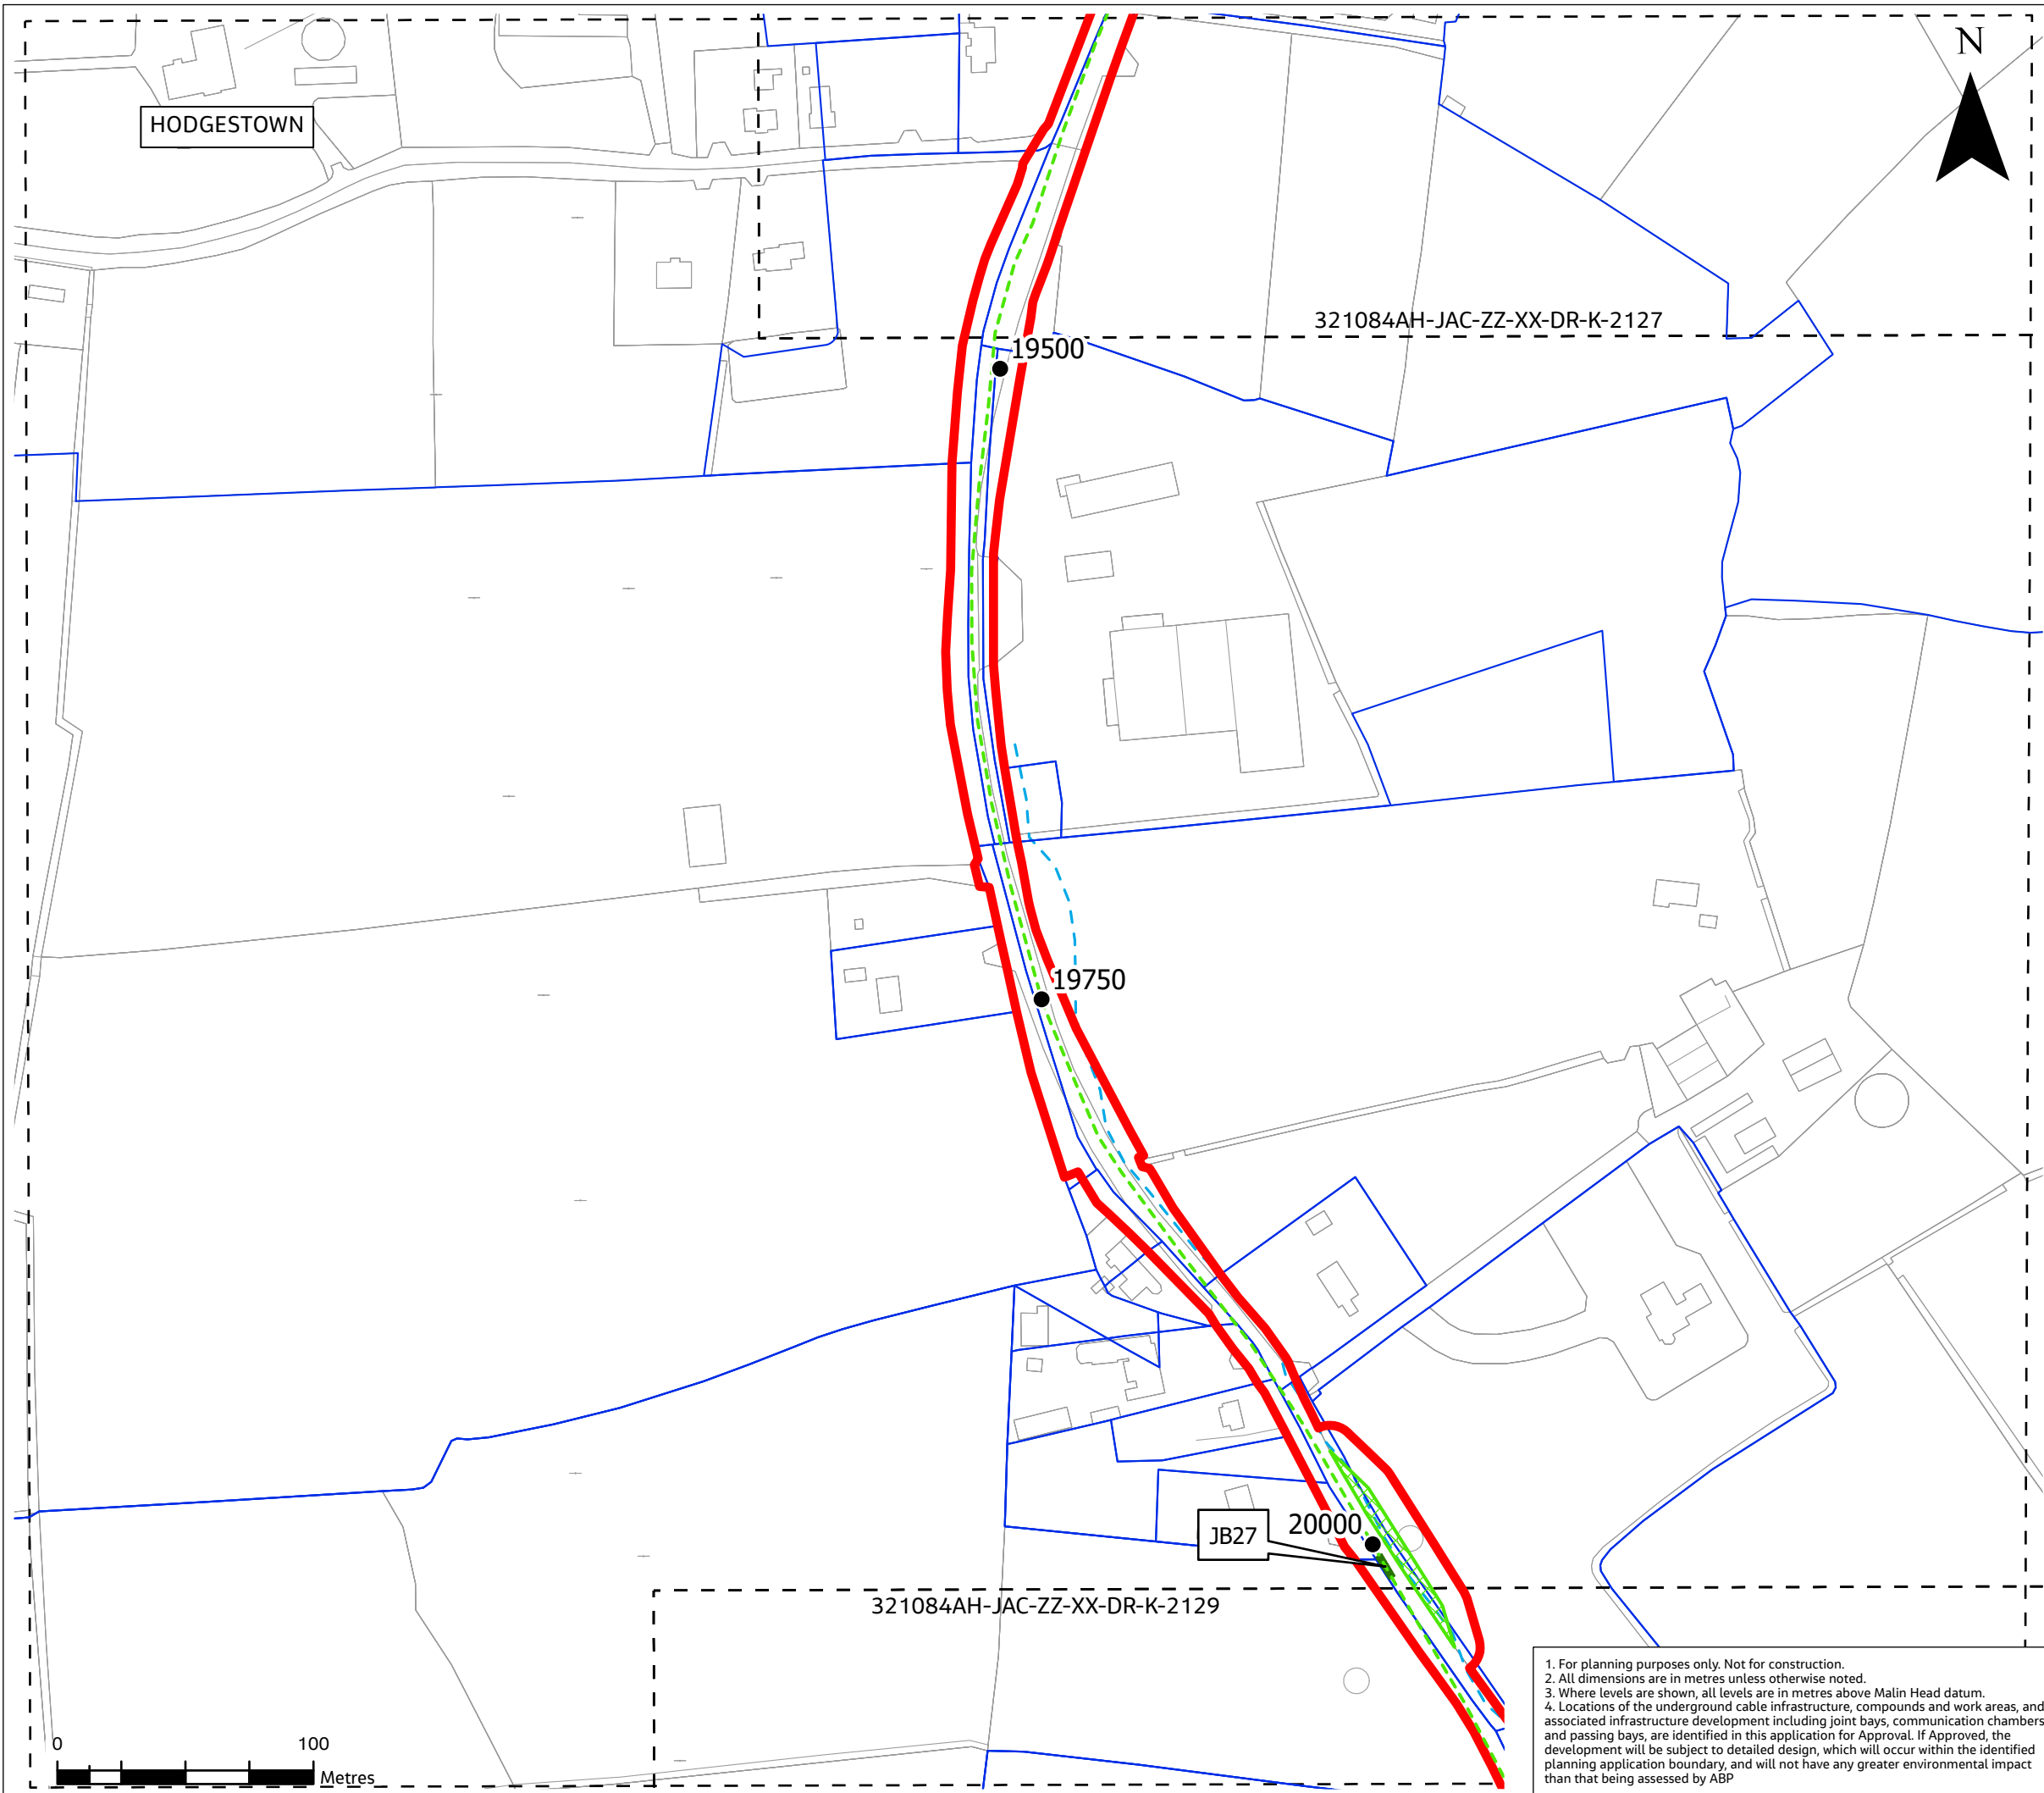 N
HODGESTOWN
321084AH-JAC-ZZ-XX-DR-K-2127
19500
19750
20000
JB27
321084AH-JAC-ZZ-XX-DR-K-2129
1. For planning purposes only. Not for construction.
2. All dimensions are in metres unless otherwise noted.
3. Where levels are shown, all levels are in metres above Malin Head datum.
4. Locations of the underground cable infrastructure, compounds and work areas, and
associated infrastructure development including joint bays, communication chambers
and passing bays, are identified in this application for Approval. If Approved, the
development will be subject to detailed design, which will occur within the identified
planning application boundary, and will not have any greater environmental impact
than that being assessed by ABP
0 100
Metres